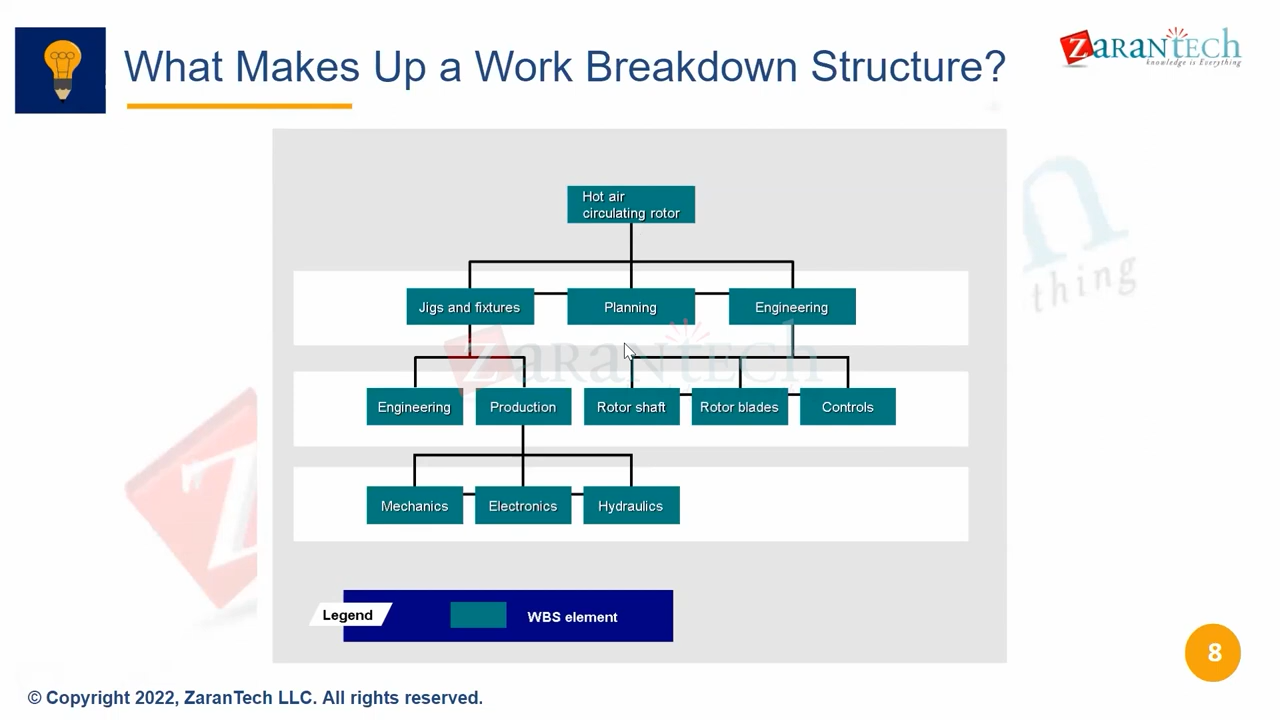 What Makes Up a Work Breakdown Structure?
ZARANTECH
knowledge is Everything
Hot air
circulating rotor
Jigs and fixtures
Planning
Engineering
ZARANTECH
thing
Engineering
Production
Rotor shaft
Rotor blades
Controls
Mechanics
Electronics
Hydraulics
Legend
WBS element
8
© Copyright 2022, ZaranTech LLC. All rights reserved.